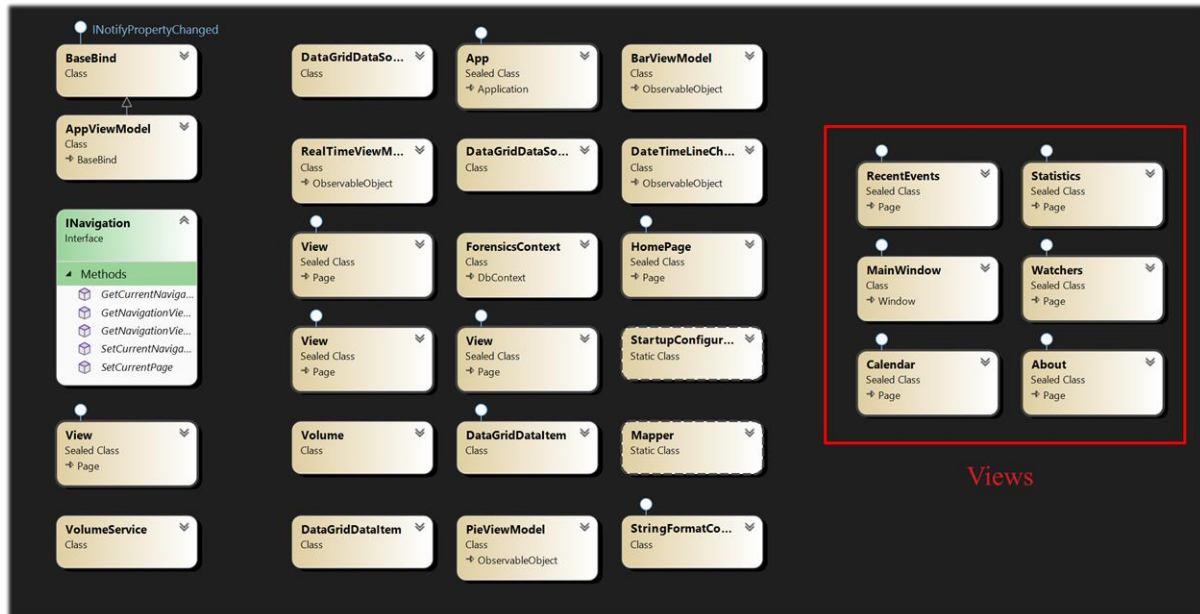 INotifyPropertyChanged
BaseBind
Class
AppViewModel
Class
BaseBind
INavigation
Interface
Methods
GetCurrentNaviga...
GetNavigationVie...
GetNavigationVie...
SetCurrentNaviga...
SetCurrentPage
View
Sealed Class
Page
VolumeService
Class
DataGridDataSo...
Class
RealTimeViewM...
Class
ObservableObject
View
Sealed Class
Page
View
Sealed Class
Page
Volume
Class
DataGridDataItem
Class
App
Sealed Class
Application
DataGridDataSo...
Class
ForensicsContext
Class
DbContext
View
Sealed Class
Page
DataGridDataItem
Class
PieViewModel
Class
ObservableObject
BarViewModel
Class
ObservableObject
DateTimeLineCh...
Class
ObservableObject
HomePage
Sealed Class
Page
StartupConfigur...
Static Class
Mapper
Static Class
StringFormatCo...
Class
RecentEvents
Sealed Class
Page
Statistics
Sealed Class
Page
MainWindow
Class
Window
Watchers
Sealed Class
Page
Calendar
Sealed Class
Page
About
Sealed Class
Page
Views